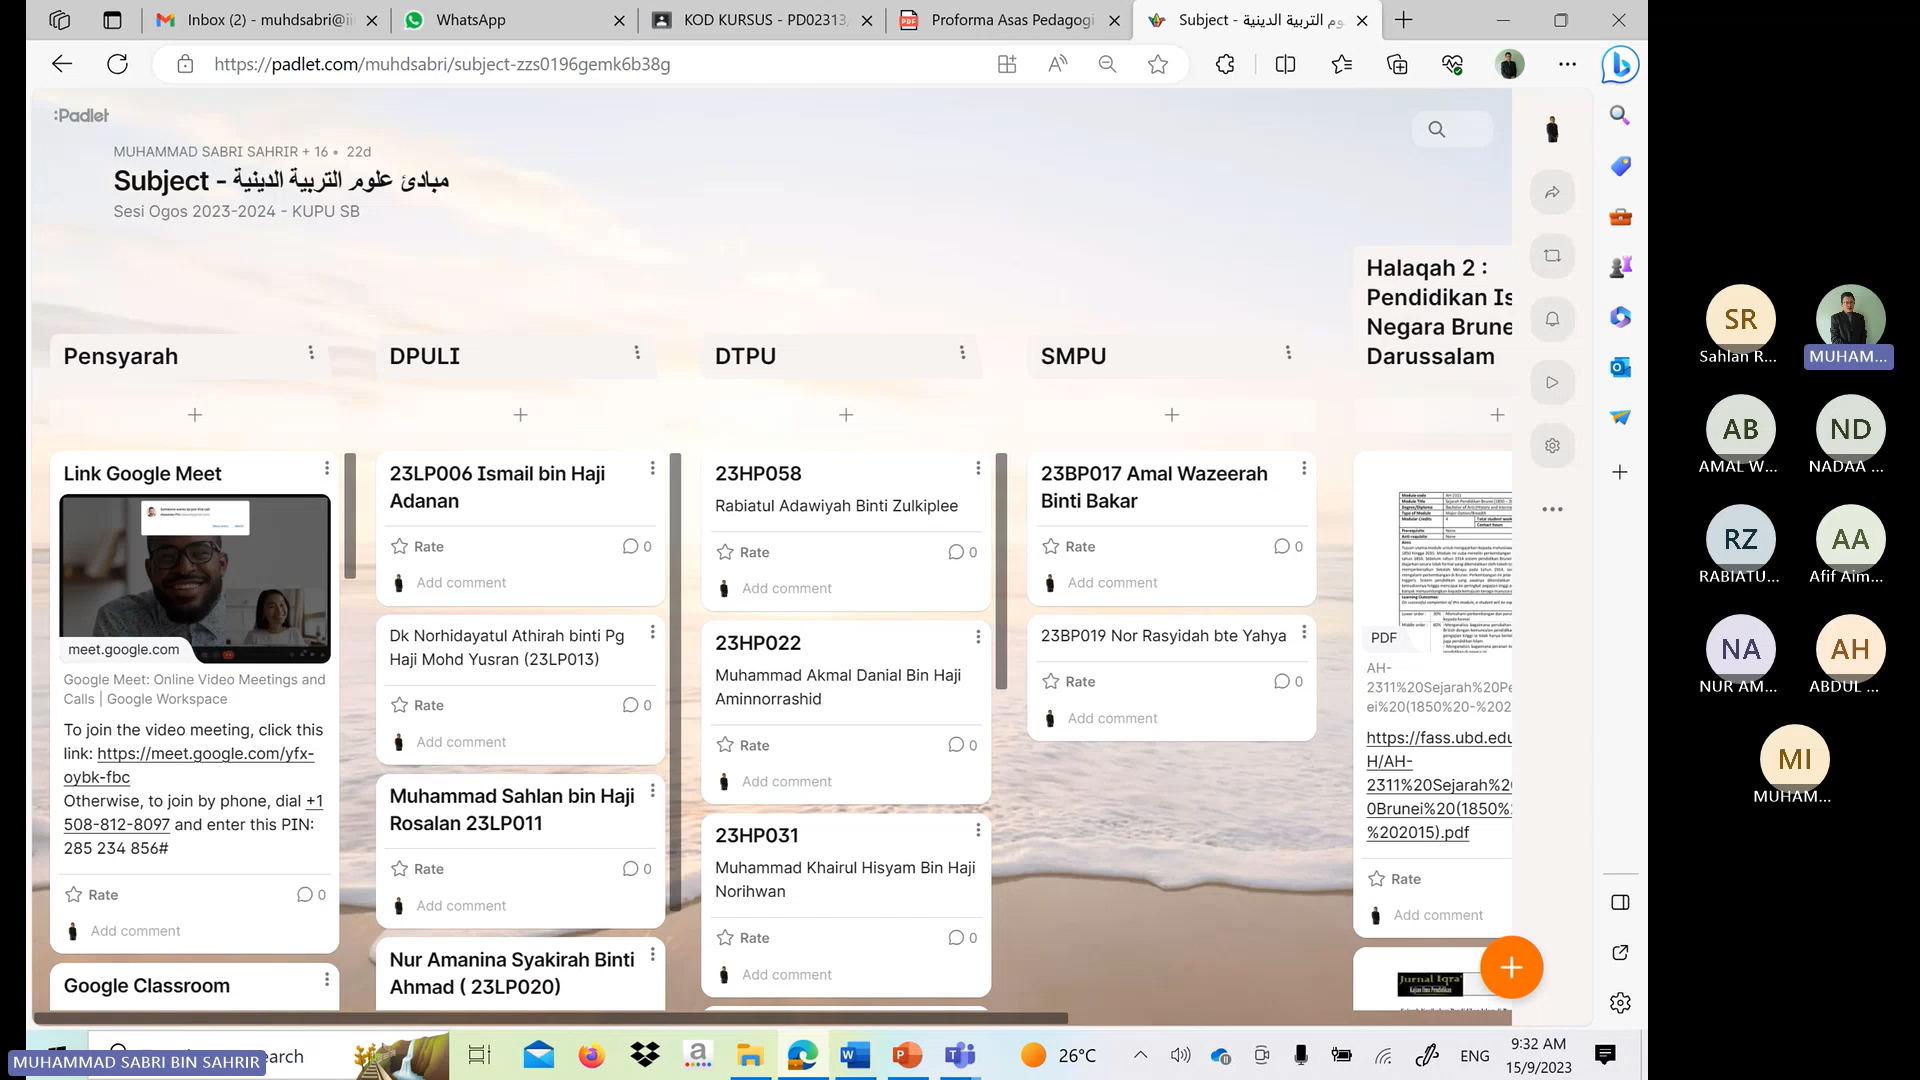 Inbox (2) - muhdsabri@ii
WhatsApp
KOD KURSUS - PD02313
Proforma Asas Pedagogi
Subject - وم التربية الدينية
https://padlet.com/muhdsabri/subject-zzs0196gemk6b38g
:Padlet
MUHAMMAD SABRI SAHRIR + 16 • 22d
Subject - مبادئ علوم التربية الدينية
Sesi Ogos 2023-2024 - KUPU SB
Pensyarah
Link Google Meet
meet.google.com
Google Meet: Online Video Meetings and
Calls | Google Workspace
To join the video meeting, click this
link: https://meet.google.com/yfx-
oybk-fbc
Otherwise, to join by phone, dial +1
508-812-8097 and enter this PIN:
285 234 856#
Rate
0
Add comment
Google Classroom
DPULI
23LP006 Ismail bin Haji
Adanan
Rate
0
Add comment
Dk Norhidayatul Athirah binti Pg
Haji Mohd Yusran (23LP013)
Rate
0
Add comment
Muhammad Sahlan bin Haji
Rosalan 23LP011
Rate
0
Add comment
Nur Amanina Syakirah Binti
Ahmad ( 23LP020)
DTPU
23HP058
Rabiatul Adawiyah Binti Zulkiplee
Rate
0
Add comment
23HP022
Muhammad Akmal Danial Bin Haji
Aminnorrashid
Rate
0
Add comment
23HP031
Muhammad Khairul Hisyam Bin Haji
Norihwan
Rate
0
Add comment
SMPU
23BP017 Amal Wazeerah
Binti Bakar
Rate
0
Add comment
23BP019 Nor Rasyidah bte Yahya
Rate
0
Add comment
Halaqah 2 :
Pendidikan Is
Negara Brune
Darussalam
PDF
AH-
2311%20Sejarah%20Pe
ei%20(1850%20-%202
https://fass.ubd.edu
H/AH-
2311%20Sejarah%2
0Brunei%20(1850%
%202015).pdf
Rate
Add comment
Jurnal Iqra'
Kajian Ilmu Pendidikan
SR
Sahlan R...
MUHAM...
AB
AMAL W...
ND
NADAA ...
RZ
RABIATU...
AA
Afif Aim...
NA
NUR AM...
AH
ABDUL ...
MI
MUHAM...
MUHAMMAD SABRI BIN SAHRIR
earch
26°C
ENG
9:32 AM
15/9/2023